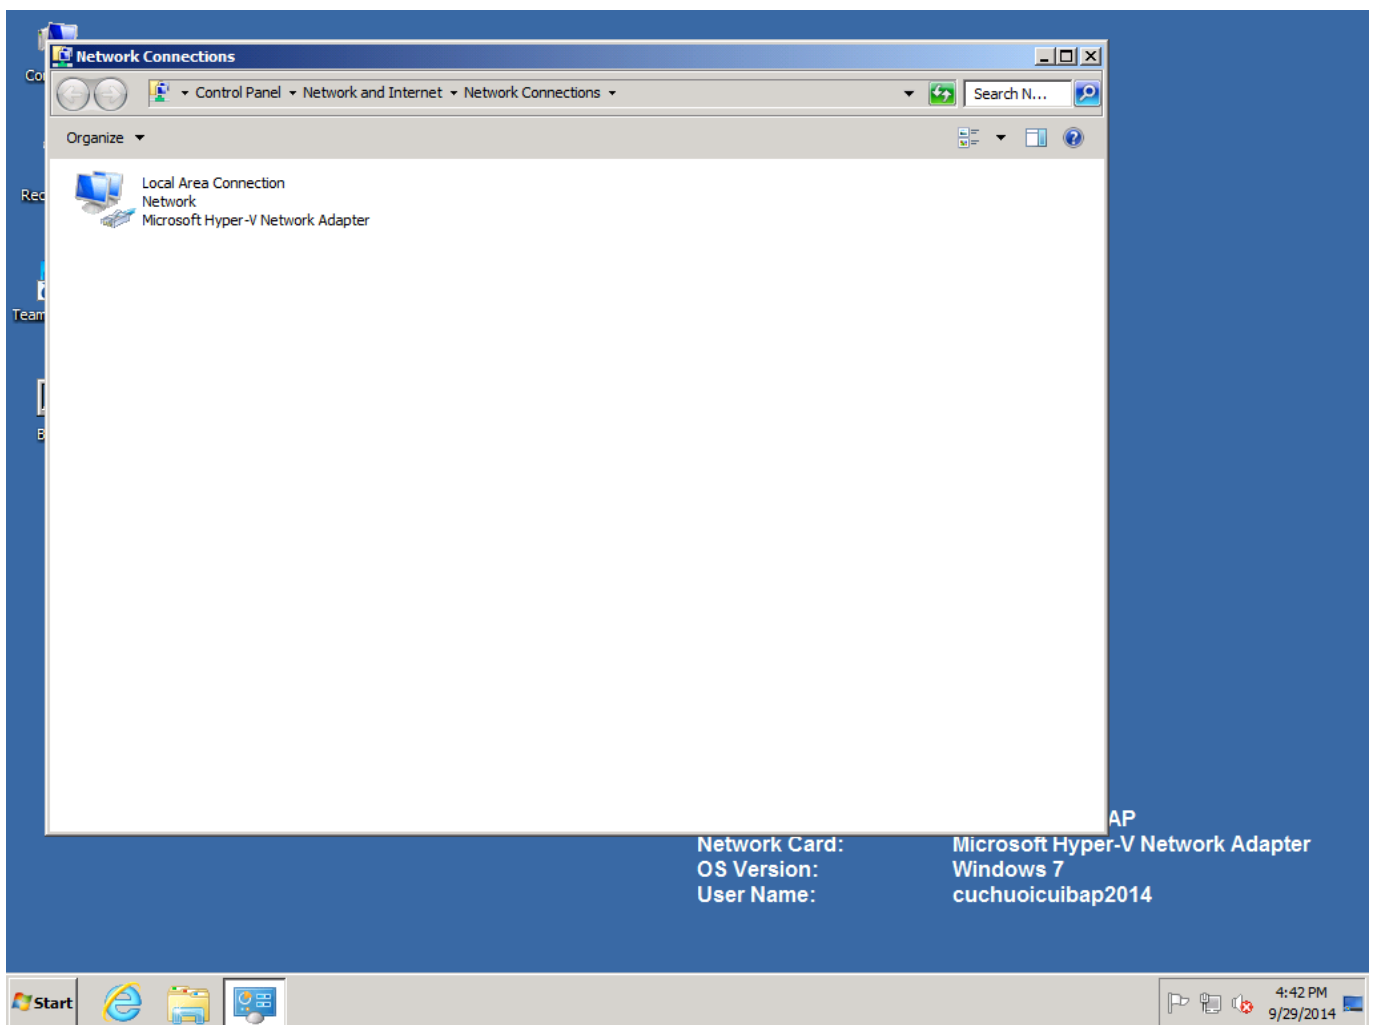 Network Connections
Control Panel Network and Internet Network Connections
Search N...
Organize
Local Area Connection
Network
Microsoft Hyper-V Network Adapter
AP
Network Card: Microsoft Hyper-V Network Adapter
OS Version: Windows 7
User Name: cuchuoicuibap2014
Start
4:42 PM
9/29/2014